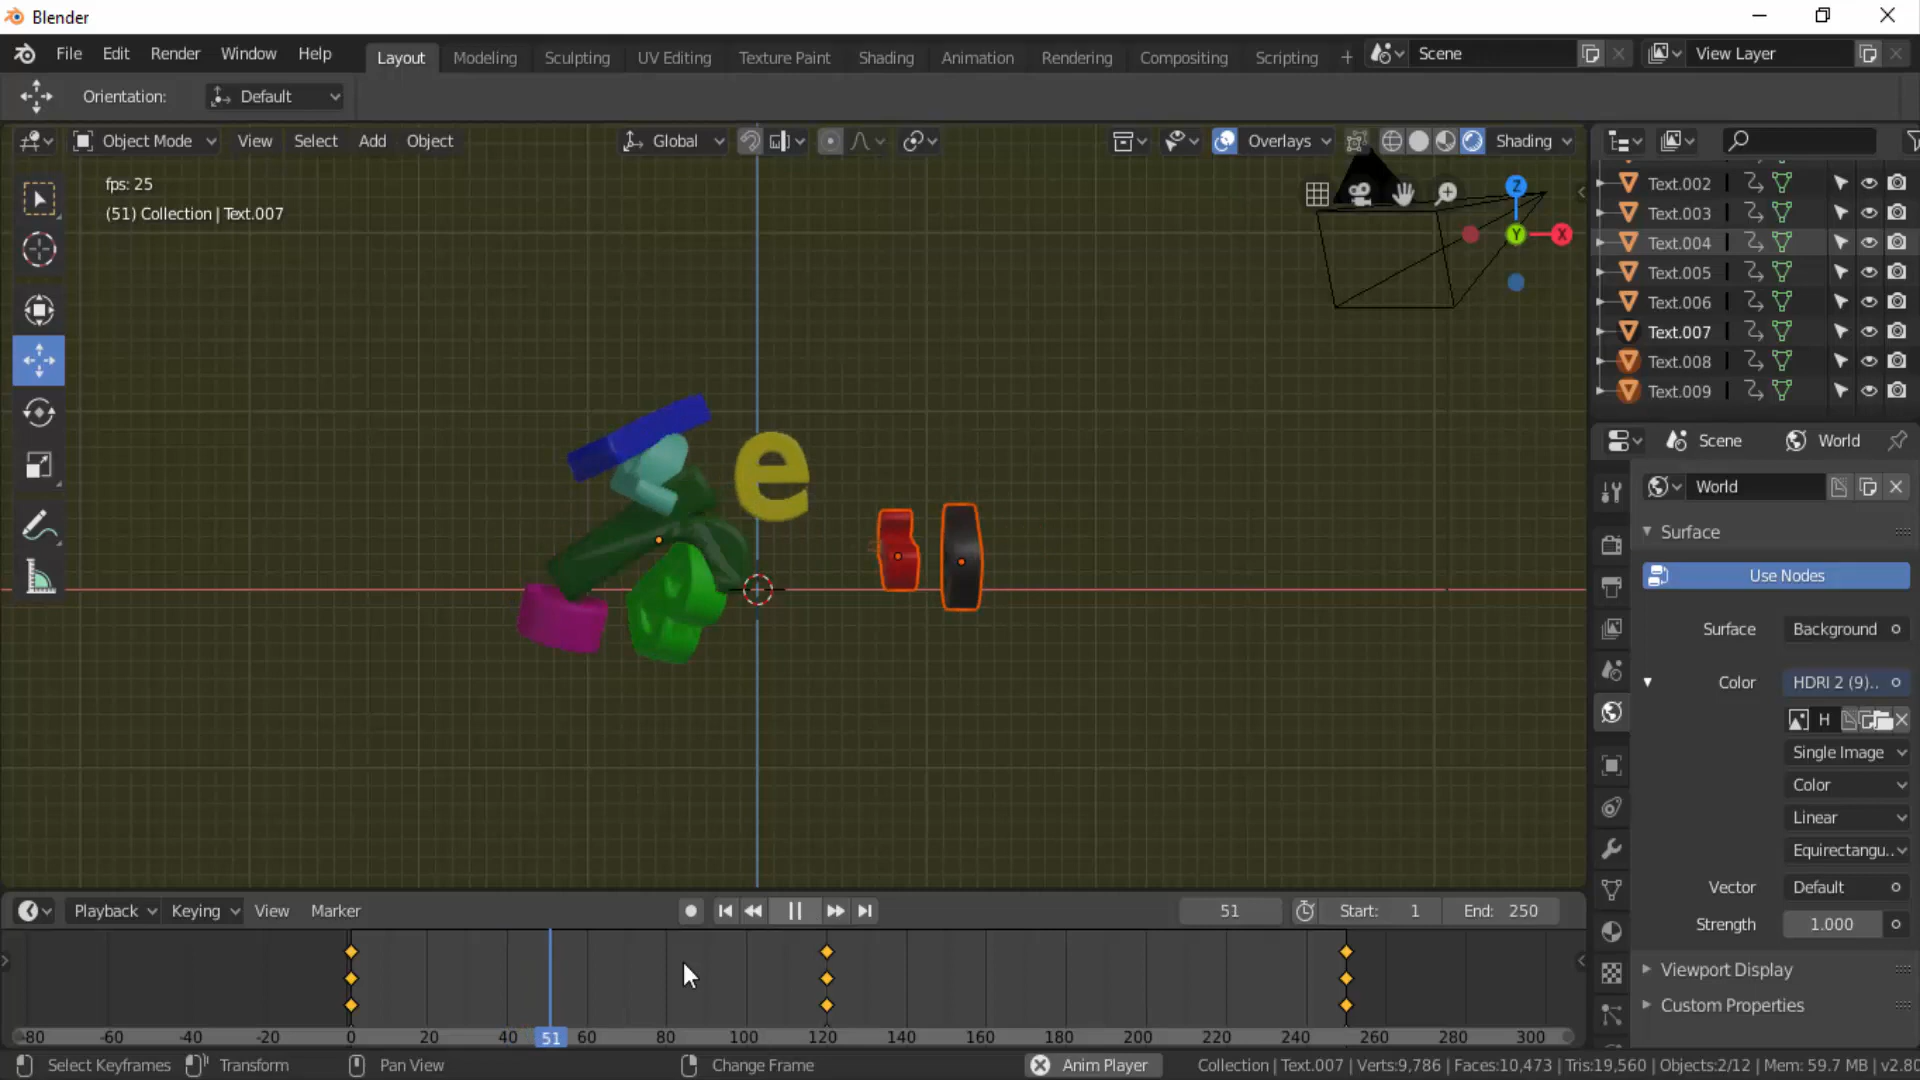 Blender
File Edit Render Window Help Layout Modeling Sculpting UV Editing Texture Paint Shading Animation Rendering Compositing Scripting + Scene View Layer
Orientation: Default
Object Mode View Select Add Object Global Overlays Shading
fps: 25
(51) Collection | Text.007
Z
Y
X
e
Text.002
Text.003
Text.004
Text.005
Text.006
Text.007
Text.008
Text.009
Scene World
World
Surface
Use Nodes
Surface Background
Color HDRI 2 (9)..
H
Single Image
Color
Linear
Equirectangu..
Vector Default
Strength 1.000
Viewport Display
Custom Properties
Playback Keying View Marker 51 Start: 1 End: 250
-80 -60 -40 -20 0 20 40 51 60 80 100 120 140 160 180 200 220 240 260 280 300
Select Keyframes Transform Pan View Change Frame Anim Player Collection | Text.007 | Verts:9,786 | Faces:10,473 | Tris:19,560 | Objects:2/12 | Mem: 59.7 MB | v2.80